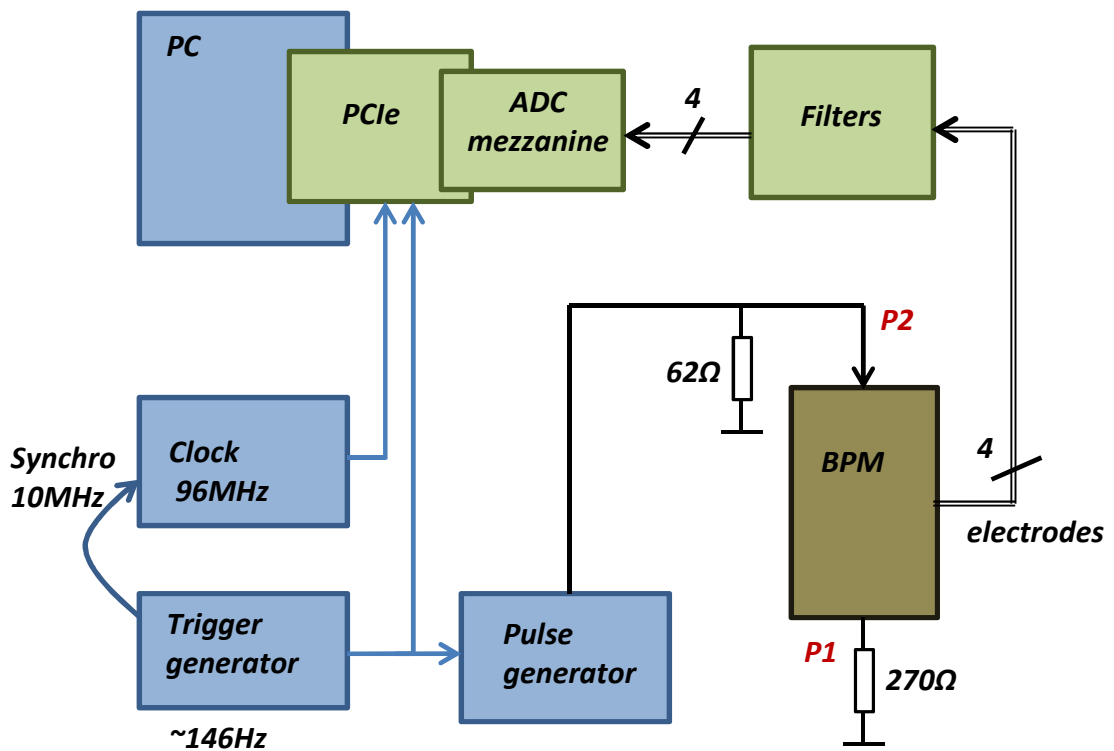 PC
PCIe
ADC
mezzanine
4
Filters
P2
62Ω
Synchro
10MHz
Clock
96MHz
BPM
4
electrodes
Trigger
generator
Pulse
generator
P1
270Ω
~146Hz